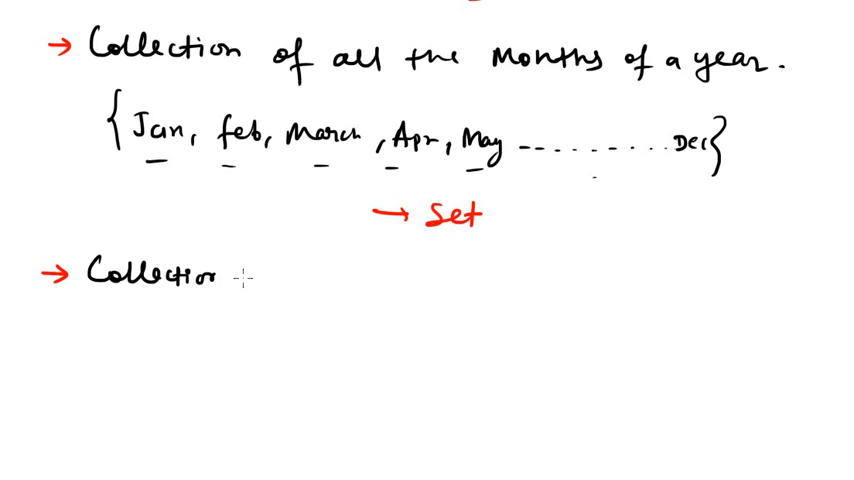 → Collection of all the months of a year.
{Jan, feb, March, Apr, May ---.......... Dec}
→ Set
→ Collection